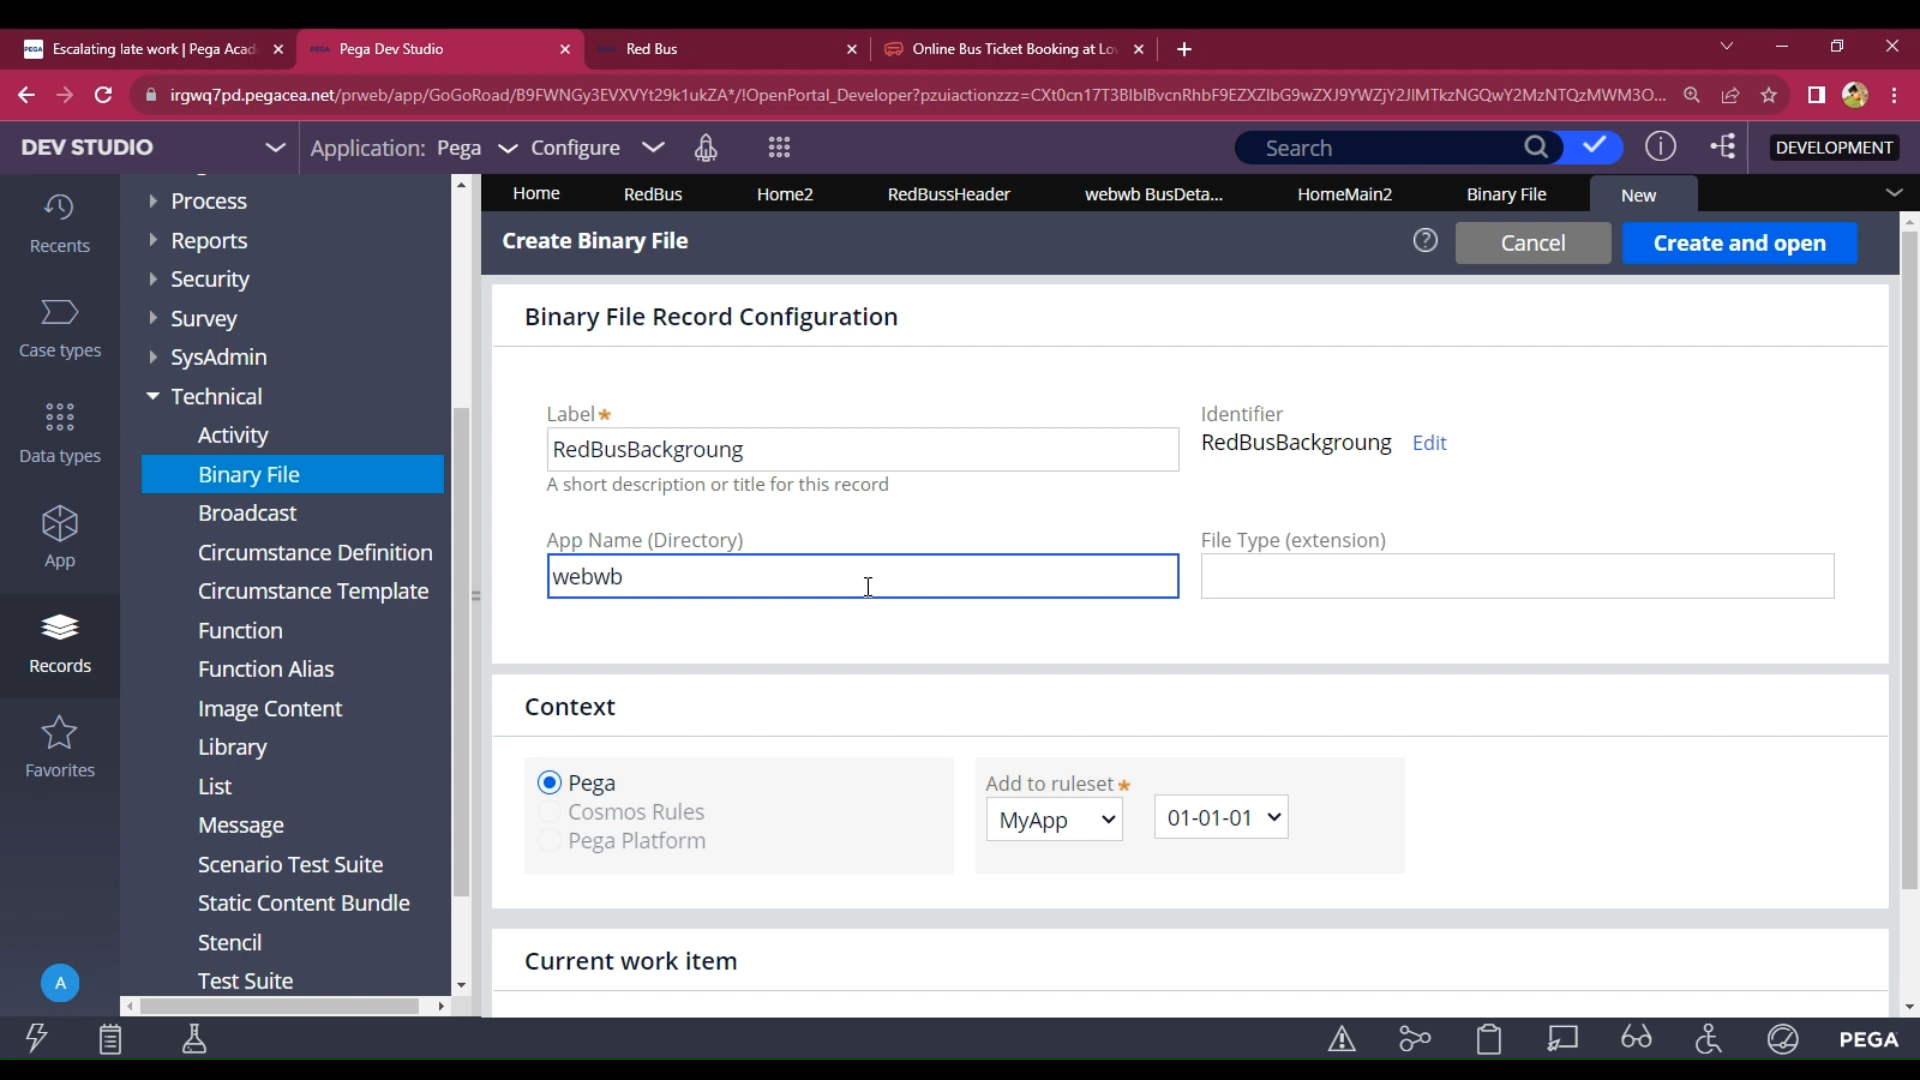 PEGA Escalating late work | Pega Acad
PEGA Pega Dev Studio
Red Bus
Online Bus Ticket Booking at Lo
irgwq7pd.pegacea.net/prweb/app/GoGoRoad/B9FWNGy3EVXVYt29k1ukZA*/!OpenPortal_Developer?pzuiactionzzz=CXt0cn17T3BlblBvcnRhbF9EZXZlbG9wZXJ9YWZjY2JlMTkzNGQwY2MzNTQzMWM3O...
DEV STUDIO
Application: Pega
Configure
Search
DEVELOPMENT
Recents
Case types
Data types
App
Records
Favorites
A
Process
Reports
Security
Survey
SysAdmin
Technical
Activity
Binary File
Broadcast
Circumstance Definition
Circumstance Template
Function
Function Alias
Image Content
Library
List
Message
Scenario Test Suite
Static Content Bundle
Stencil
Test Suite
Home RedBus Home2 RedBussHeader webwb BusDeta... HomeMain2 Binary File New
Create Binary File
Cancel
Create and open
Binary File Record Configuration
Label*
RedBusBackgroung
A short description or title for this record
Identifier
RedBusBackgroung Edit
App Name (Directory)
webwb
File Type (extension)
Context
Pega
Cosmos Rules
Pega Platform
Add to ruleset*
MyApp
01-01-01
Current work item
PEGA